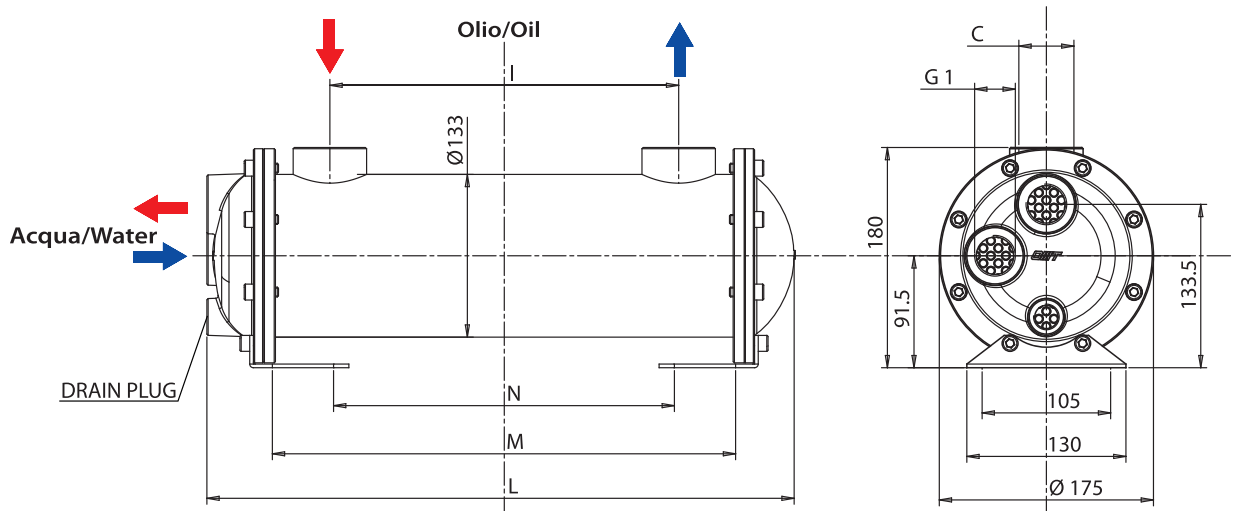 Olio/Oil
C
I
G 1
Ø133
Acqua/Water
180
91.5
133.5
DRAIN PLUG
N
105
M
130
L
Ø 175